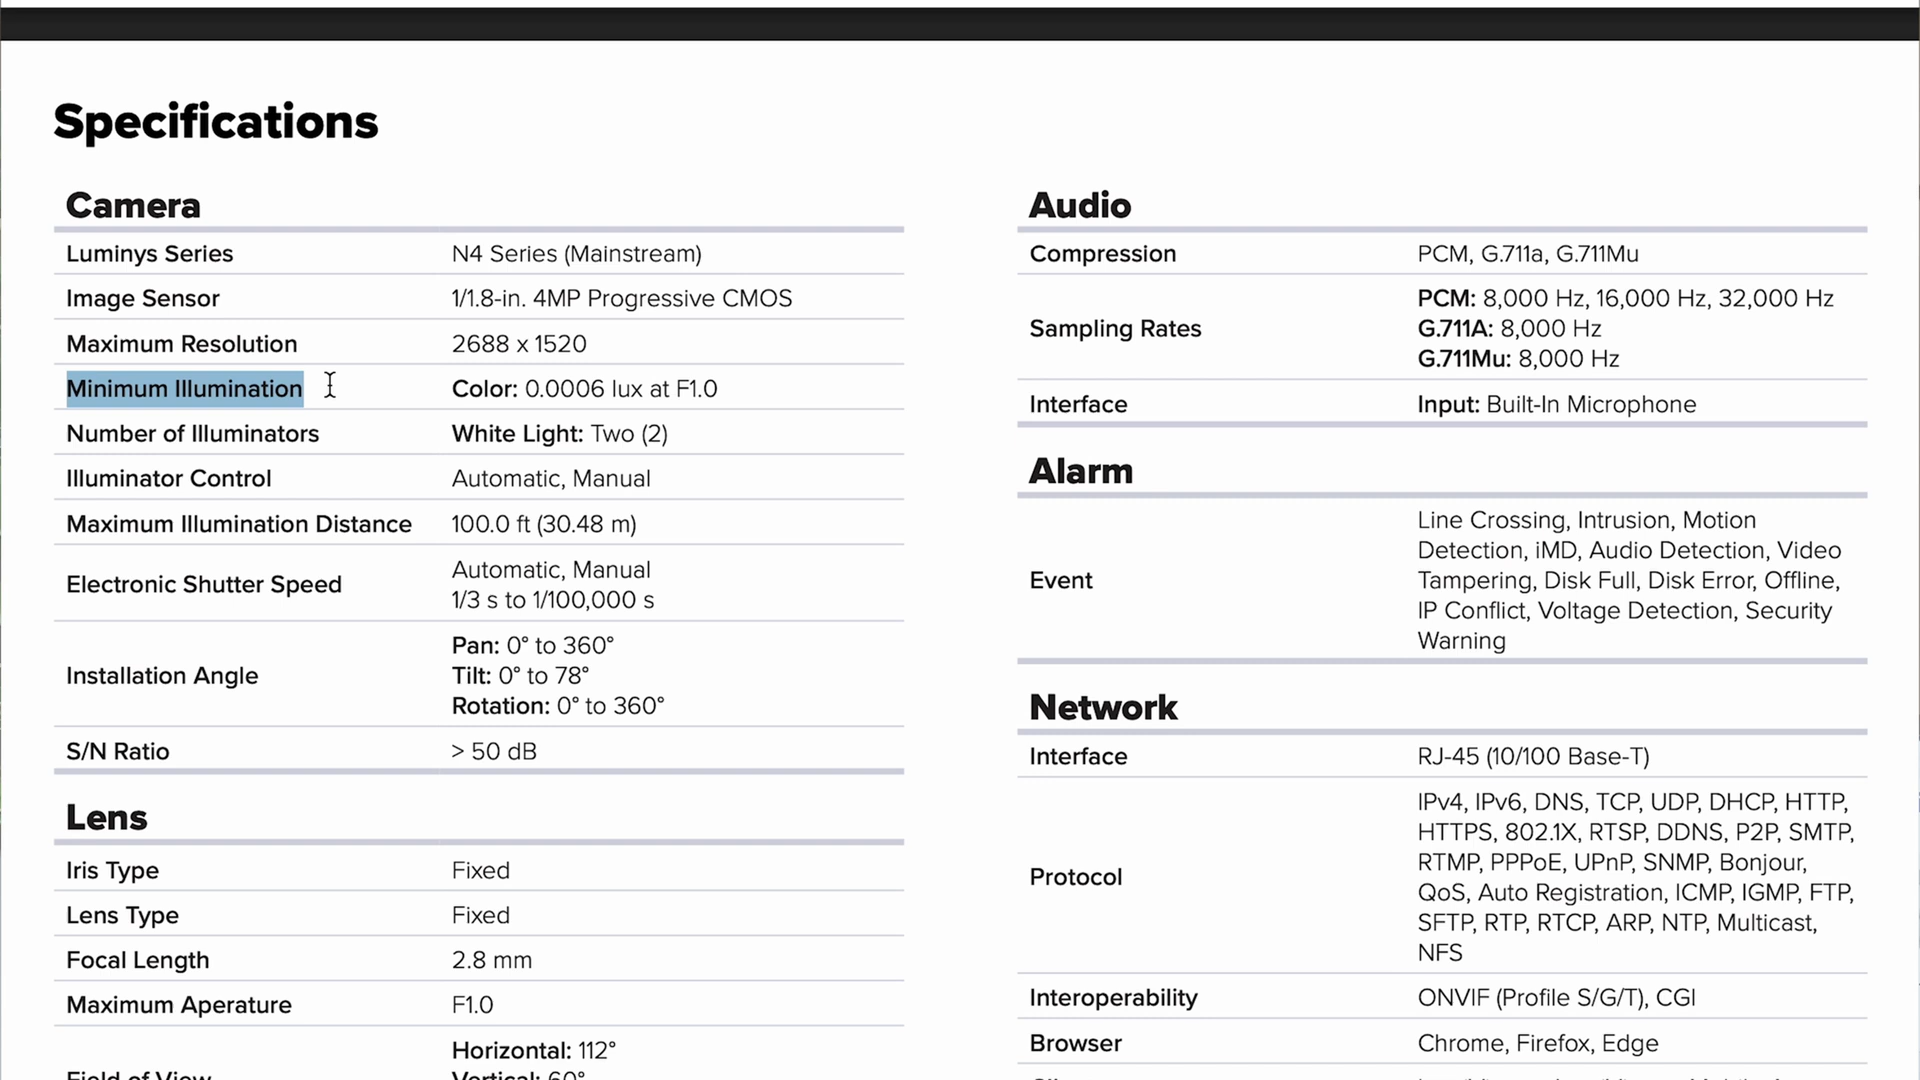 Specifications
Camera
Luminys Series N4 Series (Mainstream)
Image Sensor 1/1.8-in. 4MP Progressive CMOS
Maximum Resolution 2688 x 1520
Minimum Illumination Color: 0.0006 lux at F1.0
Number of Illuminators White Light: Two (2)
Illuminator Control Automatic, Manual
Maximum Illumination Distance 100.0 ft (30.48 m)
Electronic Shutter Speed
Automatic, Manual
1/3 s to 1/100,000 s
Installation Angle
Pan: 0° to 360°
Tilt: 0° to 78°
Rotation: 0° to 360°
S/N Ratio > 50 dB
Lens
Iris Type Fixed
Lens Type Fixed
Focal Length 2.8 mm
Maximum Aperature F1.0
Field of View
Horizontal: 112°
Vertical: 60°
Audio
Compression PCM, G.711a, G.711Mu
Sampling Rates
PCM: 8,000 Hz, 16,000 Hz, 32,000 Hz
G.711A: 8,000 Hz
G.711Mu: 8,000 Hz
Interface Input: Built-In Microphone
Alarm
Event
Line Crossing, Intrusion, Motion
Detection, iMD, Audio Detection, Video
Tampering, Disk Full, Disk Error, Offline,
IP Conflict, Voltage Detection, Security
Warning
Network
Interface RJ-45 (10/100 Base-T)
Protocol
IPv4, IPv6, DNS, TCP, UDP, DHCP, HTTP,
HTTPS, 802.1X, RTSP, DDNS, P2P, SMTP,
RTMP, PPPoE, UPnP, SNMP, Bonjour,
QoS, Auto Registration, ICMP, IGMP, FTP,
SFTP, RTP, RTCP, ARP, NTP, Multicast,
NFS
Interoperability ONVIF (Profile S/G/T), CGI
Browser Chrome, Firefox, Edge